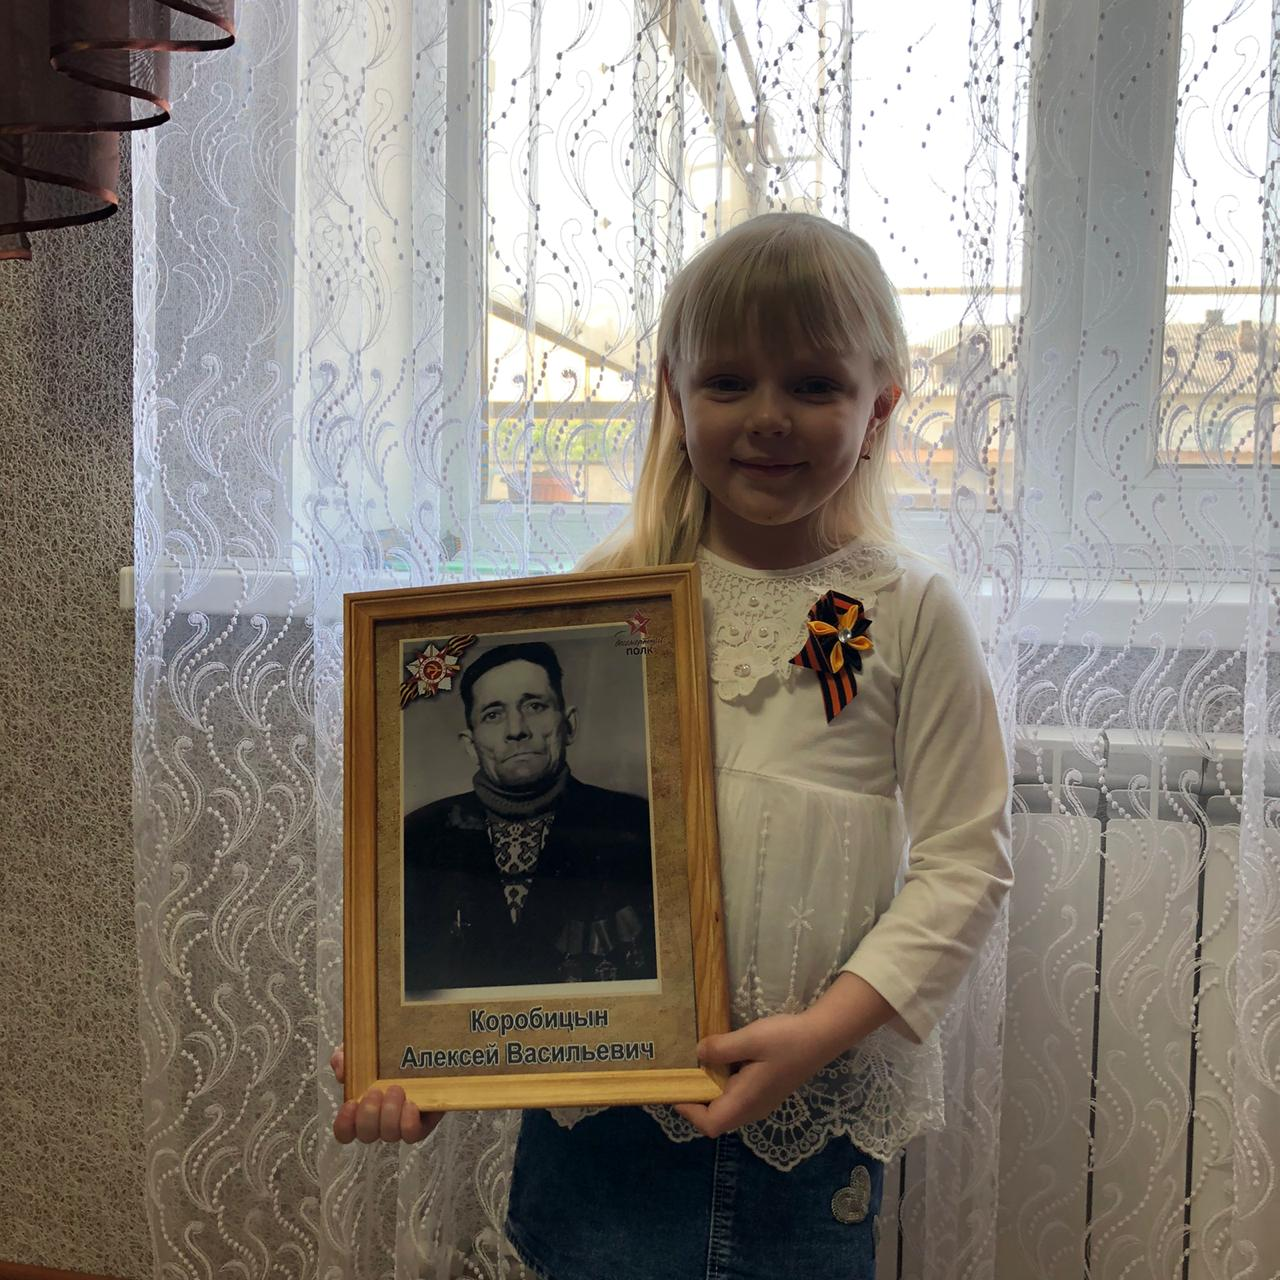 бессмертный
ПОЛК
Коробицын
Алексей Васильевич